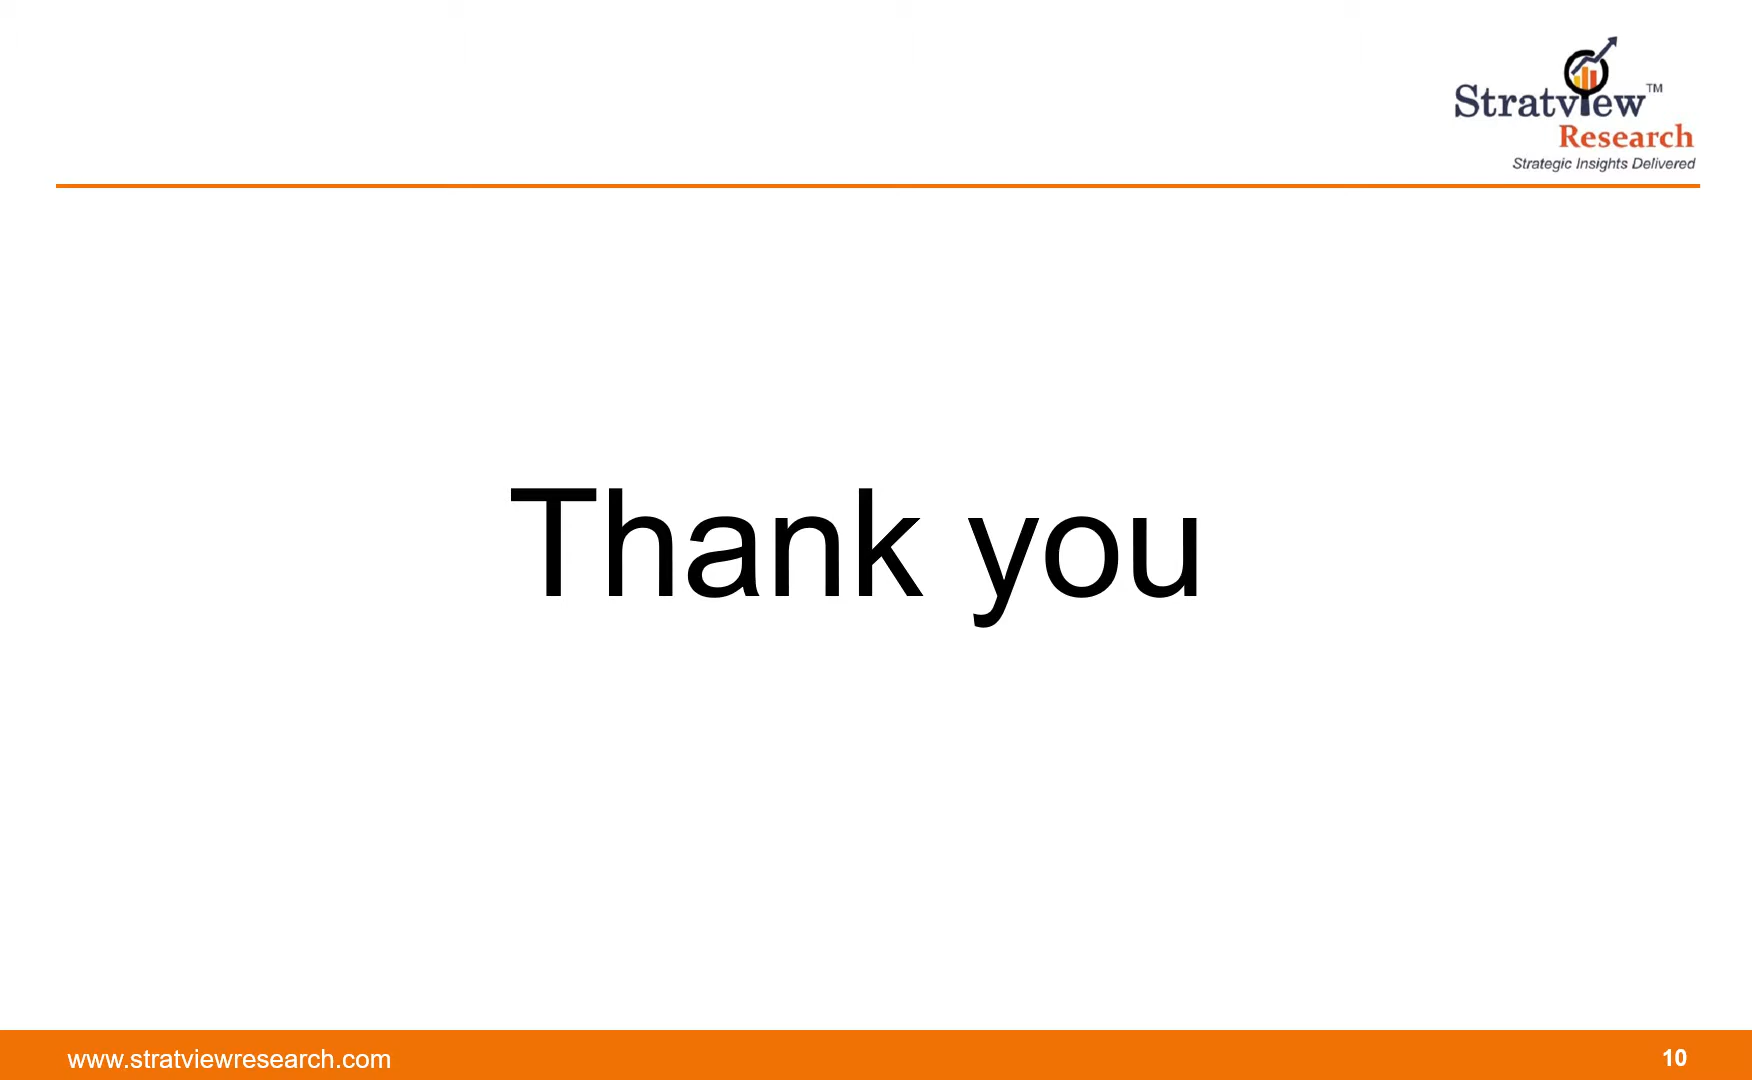 Stratview™
Research
Strategic Insights Delivered
Thank you
www.stratviewresearch.com
10